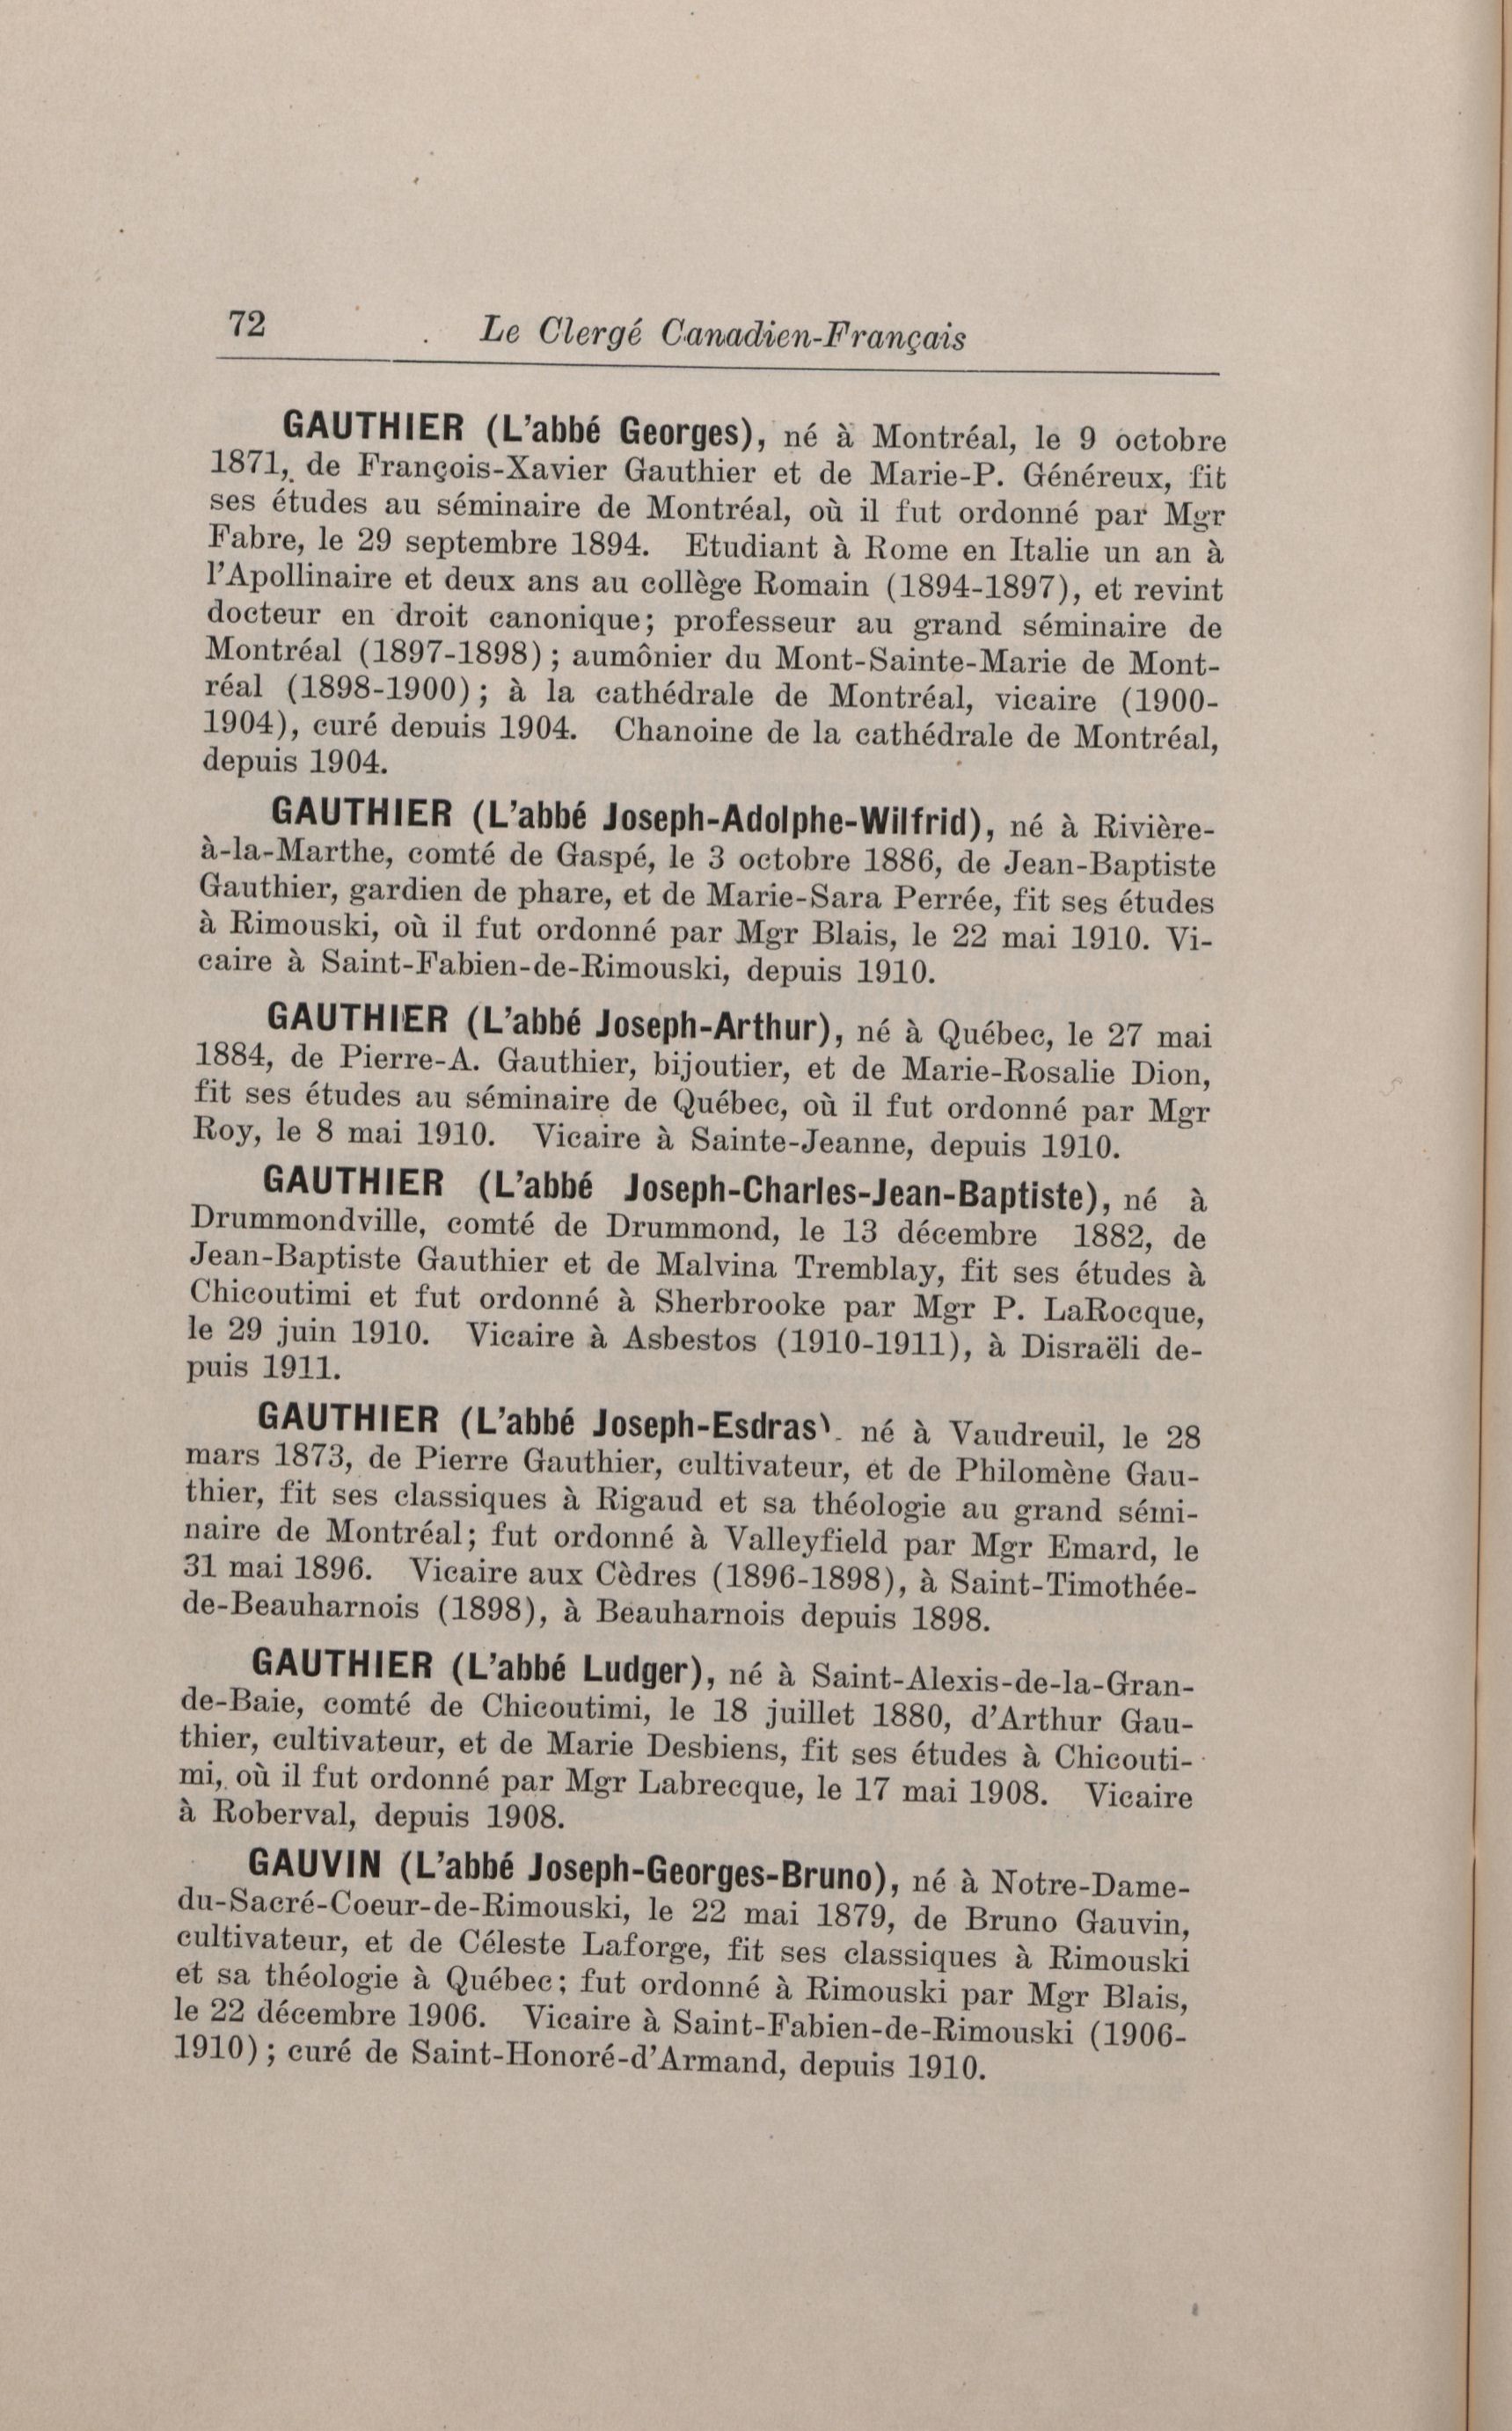 72
Le Clergé Canadien-Français
GAUTHIER (L'abbé Georges), né à Montréal, le 9 octobre
1871, de François-Xavier Gauthier et de Marie-P. Généreux, fit
ses études au séminaire de Montréal, où il fut ordonné par Mgr
Fabre, le 29 septembre 1894. Etudiant à Rome en Italie un an à
l'Apollinaire et deux ans au collège Romain (1894-1897), et revint
docteur en droit canonique; professeur au grand séminaire de
Montréal (1897-1898); aumônier du Mont-Sainte-Marie de Mont-
réal (1898-1900); à la cathédrale de Montréal, vicaire (1900-
1904), curé depuis 1904. Chanoine de la cathédrale de Montréal,
depuis 1904.
GAUTHIER (L'abbé Joseph-Adolphe-Wilfrid), né à Rivière-
à-la-Marthe, comté de Gaspé, le 3 octobre 1886, de Jean-Baptiste
Gauthier, gardien de phare, et de Marie-Sara Perrée, fit ses études
à Rimouski, où il fut ordonné par Mgr Blais, le 22 mai 1910. Vi-
caire à Saint-Fabien-de-Rimouski, depuis 1910.
GAUTHIER (L'abbé Joseph-Arthur), né à Québec, le 27 mai
1884, de Pierre-A. Gauthier, bijoutier, et de Marie-Rosalie Dion,
fit ses études au séminaire de Québec, où il fut ordonné par Mgr
Roy, le 8 mai 1910. Vicaire à Sainte-Jeanne, depuis 1910.
GAUTHIER (L'abbé Joseph-Charles-Jean-Baptiste), né à
Drummondville, comté de Drummond, le 13 décembre 1882, de
Jean-Baptiste Gauthier et de Malvina Tremblay, fit ses études à
Chicoutimi et fut ordonné à Sherbrooke par Mgr P. LaRocque,
le 29 juin 1910. Vicaire à Asbestos (1910-1911), à Disraëli de-
puis 1911.
GAUTHIER (L'abbé Joseph-Esdras), né à Vaudreuil, le 28
mars 1873, de Pierre Gauthier, cultivateur, et de Philomène Gau-
thier, fit ses classiques à Rigaud et sa théologie au grand sémi-
naire de Montréal; fut ordonné à Valleyfield par Mgr Emard, le
31 mai 1896. Vicaire aux Cèdres (1896-1898), à Saint-Timothée-
de-Beauharnois (1898), à Beauharnois depuis 1898.
GAUTHIER (L'abbé Ludger), né à Saint-Alexis-de-la-Gran-
de-Baie, comté de Chicoutimi, le 18 juillet 1880, d'Arthur Gau-
thier, cultivateur, et de Marie Desbiens, fit ses études à Chicouti-
mi, où il fut ordonné par Mgr Labrecque, le 17 mai 1908. Vicaire
à Roberval, depuis 1908.
GAUVIN (L'abbé Joseph-Georges-Bruno), né à Notre-Dame-
du-Sacré-Coeur-de-Rimouski, le 22 mai 1879, de Bruno Gauvin,
cultivateur, et de Céleste Laforge, fit ses classiques à Rimouski
et sa théologie à Québec; fut ordonné à Rimouski par Mgr Blais,
le 22 décembre 1906. Vicaire à Saint-Fabien-de-Rimouski (1906-
1910); curé de Saint-Honoré-d'Armand, depuis 1910.